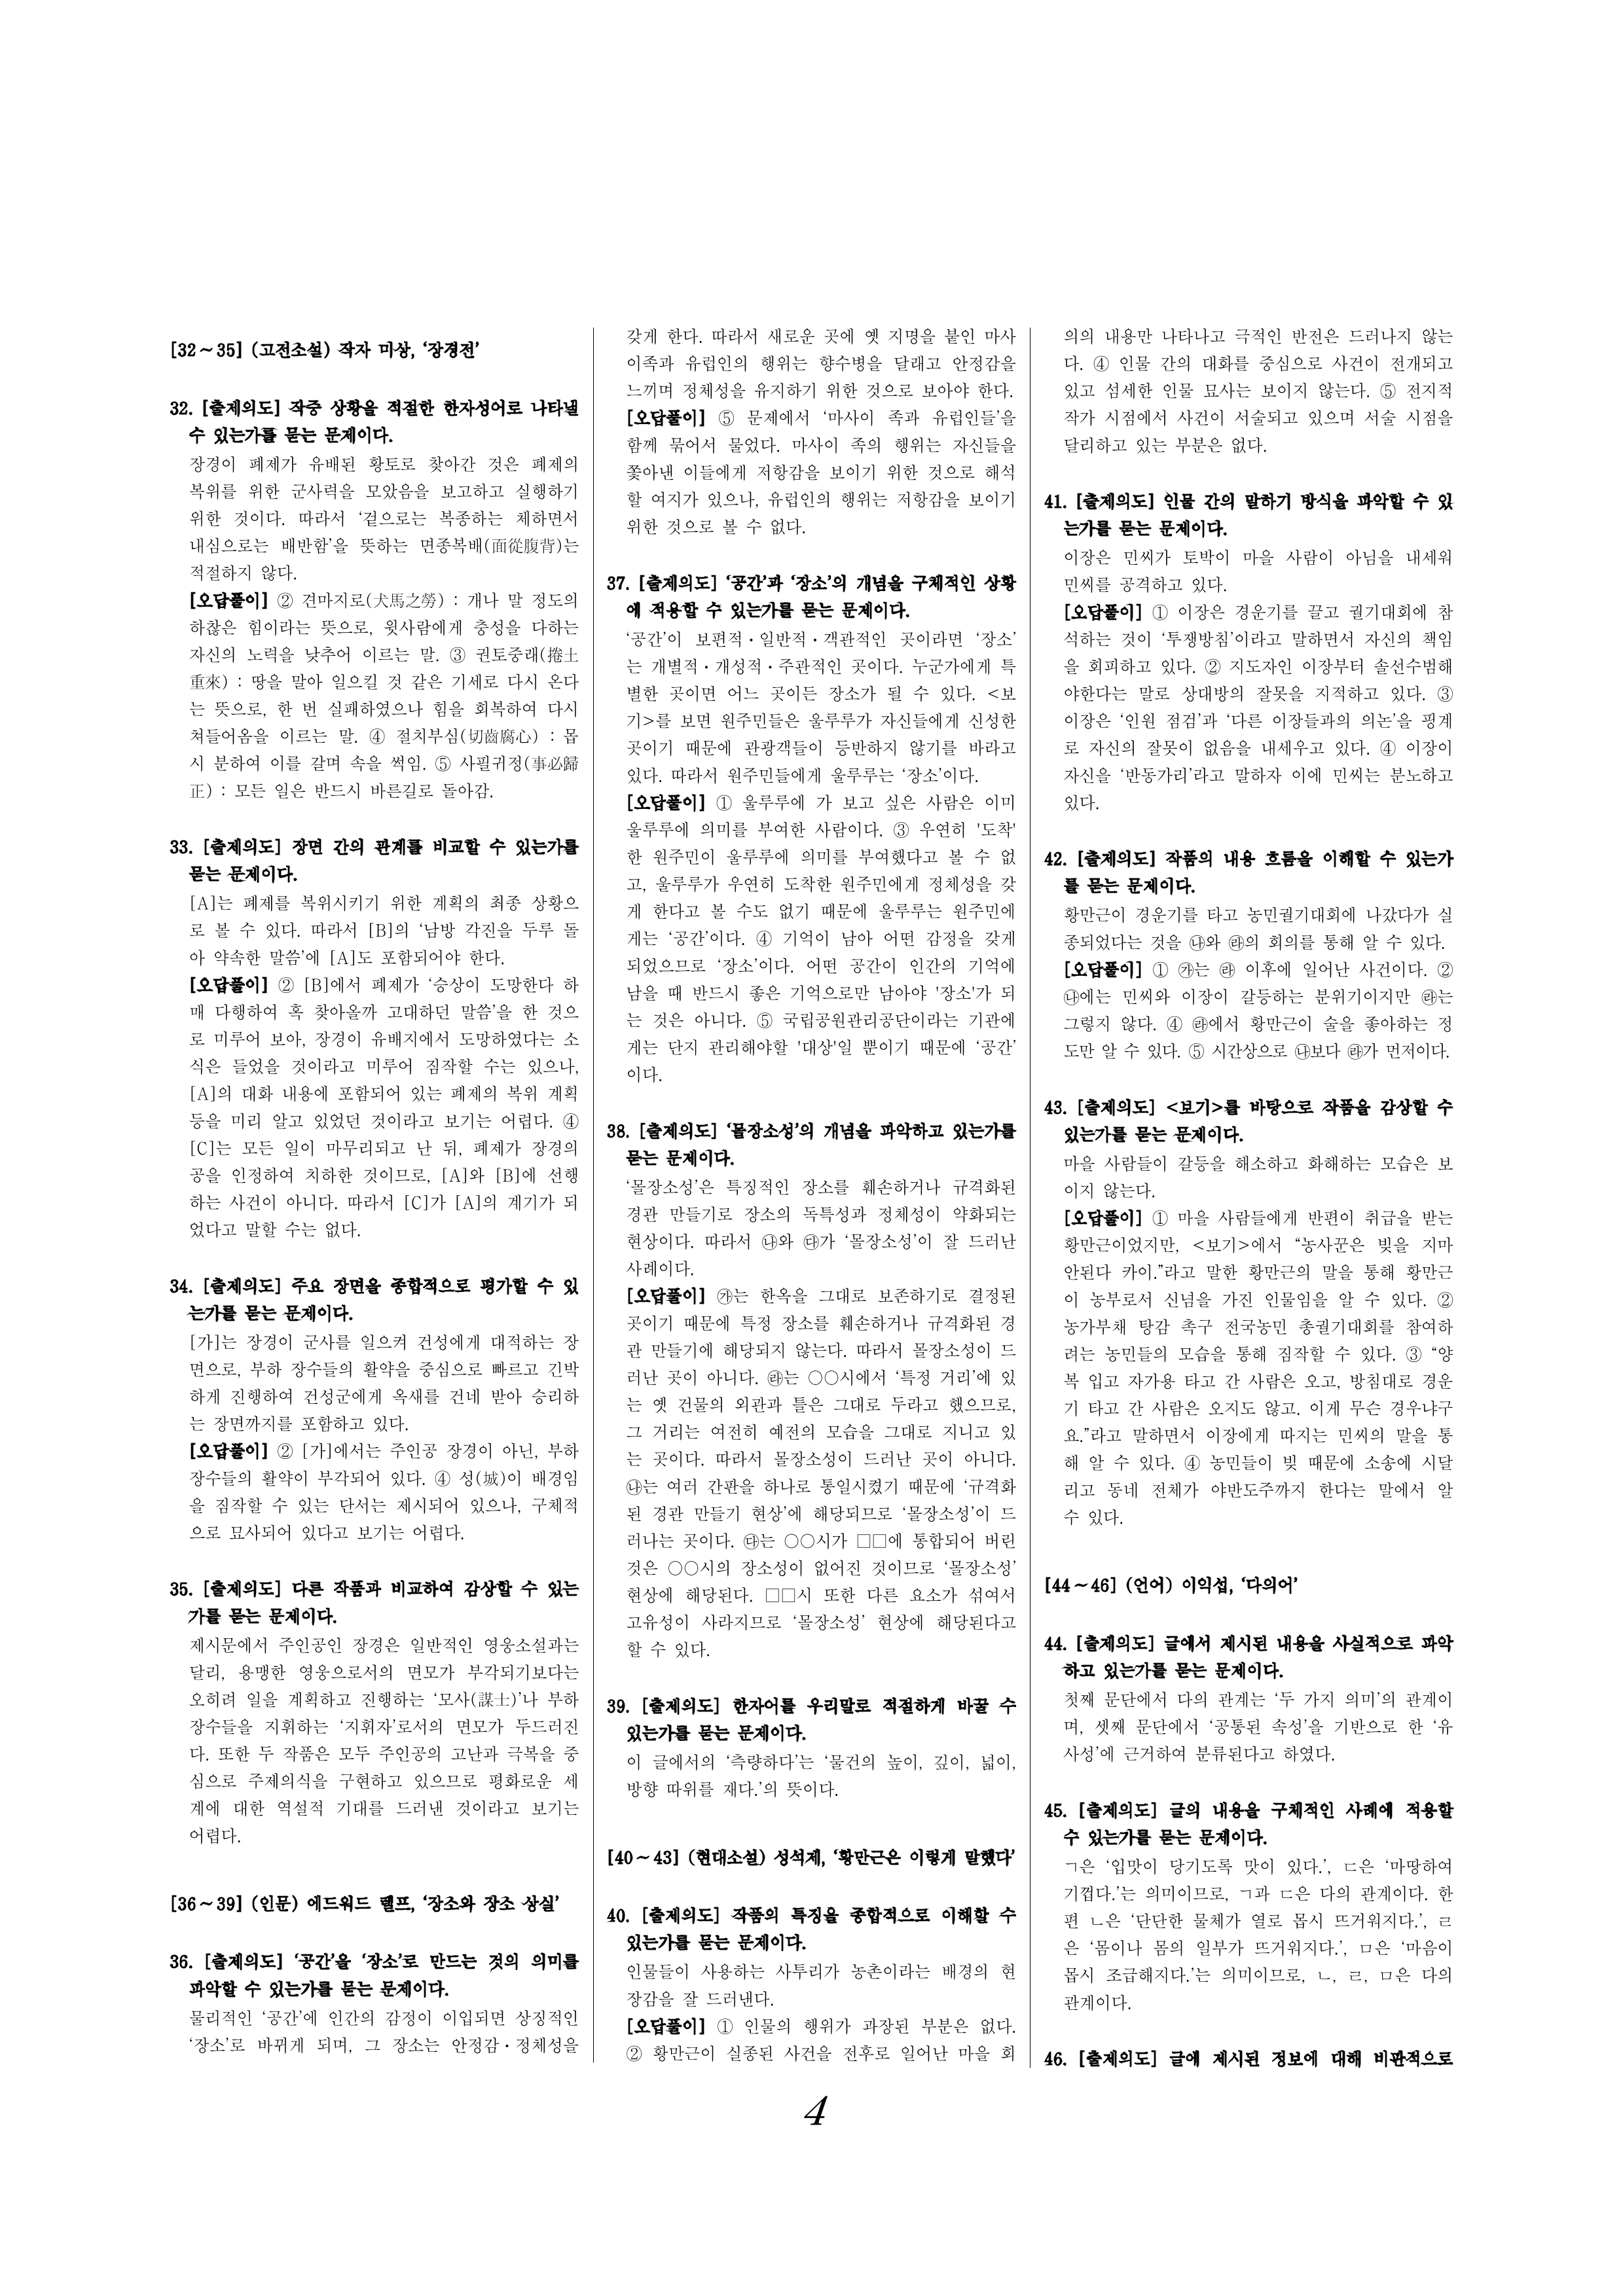 [32～35] (고전소설) 작자 미상, ‘장경전’
32. [출제의도] 작중 상황을 적절한 한자성어로 나타낼
수 있는가를 묻는 문제이다.
장경이 폐제가 유배된 황토로 찾아간 것은 폐제의
복위를 위한 군사력을 모았음을 보고하고 실행하기
위한 것이다. 따라서 ‘겉으로는 복종하는 체하면서
내심으로는 배반함’을 뜻하는 면종복배(面從腹背)는
적절하지 않다.
[오답풀이] ② 견마지로(犬馬之勞) : 개나 말 정도의
하찮은 힘이라는 뜻으로, 윗사람에게 충성을 다하는
자신의 노력을 낮추어 이르는 말. ③ 권토중래(捲土
重來) : 땅을 말아 일으킬 것 같은 기세로 다시 온다
는 뜻으로, 한 번 실패하였으나 힘을 회복하여 다시
쳐들어옴을 이르는 말. ④ 절치부심(切齒腐心) : 몹
시 분하여 이를 갈며 속을 썩임. ⑤ 사필귀정(事必歸
正) : 모든 일은 반드시 바른길로 돌아감.
33. [출제의도] 장면 간의 관계를 비교할 수 있는가를
묻는 문제이다.
[A]는 폐제를 복위시키기 위한 계획의 최종 상황으
로 볼 수 있다. 따라서 [B]의 ‘남방 각진을 두루 돌
아 약속한 말씀’에 [A]도 포함되어야 한다.
[오답풀이] ② [B]에서 폐제가 ‘승상이 도망한다 하
매 다행하여 혹 찾아올까 고대하던 말씀’을 한 것으
로 미루어 보아, 장경이 유배지에서 도망하였다는 소
식은 들었을 것이라고 미루어 짐작할 수는 있으나,
[A]의 대화 내용에 포함되어 있는 폐제의 복위 계획
등을 미리 알고 있었던 것이라고 보기는 어렵다. ④
[C]는 모든 일이 마무리되고 난 뒤, 폐제가 장경의
공을 인정하여 치하한 것이므로, [A]와 [B]에 선행
하는 사건이 아니다. 따라서 [C]가 [A]의 계기가 되
었다고 말할 수는 없다.
34. [출제의도] 주요 장면을 종합적으로 평가할 수 있
는가를 묻는 문제이다.
[가]는 장경이 군사를 일으켜 건성에게 대적하는 장
면으로, 부하 장수들의 활약을 중심으로 빠르고 긴박
하게 진행하여 건성군에게 옥새를 건네 받아 승리하
는 장면까지를 포함하고 있다.
[오답풀이] ② [가]에서는 주인공 장경이 아닌, 부하
장수들의 활약이 부각되어 있다. ④ 성(城)이 배경임
을 짐작할 수 있는 단서는 제시되어 있으나, 구체적
으로 묘사되어 있다고 보기는 어렵다.
35. [출제의도] 다른 작품과 비교하여 감상할 수 있는
가를 묻는 문제이다.
제시문에서 주인공인 장경은 일반적인 영웅소설과는
달리, 용맹한 영웅으로서의 면모가 부각되기보다는
오히려 일을 계획하고 진행하는 ‘모사(謀士)’나 부하
장수들을 지휘하는 ‘지휘자’로서의 면모가 두드러진
다. 또한 두 작품은 모두 주인공의 고난과 극복을 중
심으로 주제의식을 구현하고 있으므로 평화로운 세
계에 대한 역설적 기대를 드러낸 것이라고 보기는
어렵다.
[36～39] (인문) 에드워드 렐프, ‘장소와 장소 상실’
36. [출제의도] ‘공간’을 ‘장소’로 만드는 것의 의미를
파악할 수 있는가를 묻는 문제이다.
물리적인 ‘공간’에 인간의 감정이 이입되면 상징적인
‘장소’로 바뀌게 되며, 그 장소는 안정감·정체성을
갖게 한다. 따라서 새로운 곳에 옛 지명을 붙인 마사
이족과 유럽인의 행위는 향수병을 달래고 안정감을
느끼며 정체성을 유지하기 위한 것으로 보아야 한다.
[오답풀이] ⑤ 문제에서 ‘마사이 족과 유럽인들’을
함께 묶어서 물었다. 마사이 족의 행위는 자신들을
쫓아낸 이들에게 저항감을 보이기 위한 것으로 해석
할 여지가 있으나, 유럽인의 행위는 저항감을 보이기
위한 것으로 볼 수 없다.
37. [출제의도] ‘공간’과 ‘장소’의 개념을 구체적인 상황
에 적용할 수 있는가를 묻는 문제이다.
‘공간’이 보편적·일반적·객관적인 곳이라면 ‘장소’
는 개별적·개성적·주관적인 곳이다. 누군가에게 특
별한 곳이면 어느 곳이든 장소가 될 수 있다. <보
기>를 보면 원주민들은 울루루가 자신들에게 신성한
곳이기 때문에 관광객들이 등반하지 않기를 바라고
있다. 따라서 원주민들에게 울루루는 ‘장소’이다.
[오답풀이] ① 울루루에 가 보고 싶은 사람은 이미
울루루에 의미를 부여한 사람이다. ③ 우연히 '도착'
한 원주민이 울루루에 의미를 부여했다고 볼 수 없
고, 울루루가 우연히 도착한 원주민에게 정체성을 갖
게 한다고 볼 수도 없기 때문에 울루루는 원주민에
게는 ‘공간’이다. ④ 기억이 남아 어떤 감정을 갖게
되었으므로 ‘장소’이다. 어떤 공간이 인간의 기억에
남을 때 반드시 좋은 기억으로만 남아야 '장소'가 되
는 것은 아니다. ⑤ 국립공원관리공단이라는 기관에
게는 단지 관리해야할 '대상'일 뿐이기 때문에 ‘공간’
이다.
38. [출제의도] ‘몰장소성’의 개념을 파악하고 있는가를
묻는 문제이다.
‘몰장소성’은 특징적인 장소를 훼손하거나 규격화된
경관 만들기로 장소의 독특성과 정체성이 약화되는
현상이다. 따라서 ㉯와 ㉰가 ‘몰장소성’이 잘 드러난
사례이다.
[오답풀이] ㉮는 한옥을 그대로 보존하기로 결정된
곳이기 때문에 특정 장소를 훼손하거나 규격화된 경
관 만들기에 해당되지 않는다. 따라서 몰장소성이 드
러난 곳이 아니다. ㉱는 ○○시에서 ‘특정 거리’에 있
는 옛 건물의 외관과 틀은 그대로 두라고 했으므로,
그 거리는 여전히 예전의 모습을 그대로 지니고 있
는 곳이다. 따라서 몰장소성이 드러난 곳이 아니다.
㉯는 여러 간판을 하나로 통일시켰기 때문에 ‘규격화
된 경관 만들기 현상’에 해당되므로 ‘몰장소성’이 드
러나는 곳이다. ㉰는 ○○시가 □□에 통합되어 버린
것은 ○○시의 장소성이 없어진 것이므로 ‘몰장소성’
현상에 해당된다. □□시 또한 다른 요소가 섞여서
고유성이 사라지므로 ‘몰장소성’ 현상에 해당된다고
할 수 있다.
39. [출제의도] 한자어를 우리말로 적절하게 바꿀 수
있는가를 묻는 문제이다.
이 글에서의 ‘측량하다’는 ‘물건의 높이, 깊이, 넓이,
방향 따위를 재다.’의 뜻이다.
[40～43] (현대소설) 성석제, ‘황만근은 이렇게 말했다’
40. [출제의도] 작품의 특징을 종합적으로 이해할 수
있는가를 묻는 문제이다.
인물들이 사용하는 사투리가 농촌이라는 배경의 현
장감을 잘 드러낸다.
[오답풀이] ① 인물의 행위가 과장된 부분은 없다.
② 황만근이 실종된 사건을 전후로 일어난 마을 회
의의 내용만 나타나고 극적인 반전은 드러나지 않는
다. ④ 인물 간의 대화를 중심으로 사건이 전개되고
있고 섬세한 인물 묘사는 보이지 않는다. ⑤ 전지적
작가 시점에서 사건이 서술되고 있으며 서술 시점을
달리하고 있는 부분은 없다.
41. [출제의도] 인물 간의 말하기 방식을 파악할 수 있
는가를 묻는 문제이다.
이장은 민씨가 토박이 마을 사람이 아님을 내세워
민씨를 공격하고 있다.
[오답풀이] ① 이장은 경운기를 끌고 궐기대회에 참
석하는 것이 ‘투쟁방침’이라고 말하면서 자신의 책임
을 회피하고 있다. ② 지도자인 이장부터 솔선수범해
야한다는 말로 상대방의 잘못을 지적하고 있다. ③
이장은 ‘인원 점검’과 ‘다른 이장들과의 의논’을 핑계
로 자신의 잘못이 없음을 내세우고 있다. ④ 이장이
자신을 ‘반동가리’라고 말하자 이에 민씨는 분노하고
있다.
42. [출제의도] 작품의 내용 흐름을 이해할 수 있는가
를 묻는 문제이다.
황만근이 경운기를 타고 농민궐기대회에 나갔다가 실
종되었다는 것을 ㉯와 ㉱의 회의를 통해 알 수 있다.
[오답풀이] ① ㉮는 ㉱ 이후에 일어난 사건이다. ②
㉯에는 민씨와 이장이 갈등하는 분위기이지만 ㉱는
그렇지 않다. ④ ㉱에서 황만근이 술을 좋아하는 정
도만 알 수 있다. ⑤ 시간상으로 ㉯보다 ㉱가 먼저이다.
43. [출제의도] <보기>를 바탕으로 작품을 감상할 수
있는가를 묻는 문제이다.
마을 사람들이 갈등을 해소하고 화해하는 모습은 보
이지 않는다.
[오답풀이] ① 마을 사람들에게 반편이 취급을 받는
황만근이었지만, <보기>에서 “농사꾼은 빚을 지마
안된다 카이.”라고 말한 황만근의 말을 통해 황만근
이 농부로서 신념을 가진 인물임을 알 수 있다. ②
농가부채 탕감 촉구 전국농민 총궐기대회를 참여하
려는 농민들의 모습을 통해 짐작할 수 있다. ③ “양
복 입고 자가용 타고 간 사람은 오고, 방침대로 경운
기 타고 간 사람은 오지도 않고. 이게 무슨 경우냐구
요.”라고 말하면서 이장에게 따지는 민씨의 말을 통
해 알 수 있다. ④ 농민들이 빚 때문에 소송에 시달
리고 동네 전체가 야반도주까지 한다는 말에서 알
수 있다.
[44～46] (언어) 이익섭, ‘다의어’
44. [출제의도] 글에서 제시된 내용을 사실적으로 파악
하고 있는가를 묻는 문제이다.
첫째 문단에서 다의 관계는 ‘두 가지 의미’의 관계이
며, 셋째 문단에서 ‘공통된 속성’을 기반으로 한 ‘유
사성’에 근거하여 분류된다고 하였다.
45. [출제의도] 글의 내용을 구체적인 사례에 적용할
수 있는가를 묻는 문제이다.
ㄱ은 ‘입맛이 당기도록 맛이 있다.’, ㄷ은 ‘마땅하여
기껍다.’는 의미이므로, ㄱ과 ㄷ은 다의 관계이다. 한
편 ㄴ은 ‘단단한 물체가 열로 몹시 뜨거워지다.’, ㄹ
은 ‘몸이나 몸의 일부가 뜨거워지다.’, ㅁ은 ‘마음이
몹시 조급해지다.’는 의미이므로, ㄴ, ㄹ, ㅁ은 다의
관계이다.
46. [출제의도] 글에 제시된 정보에 대해 비판적으로
4